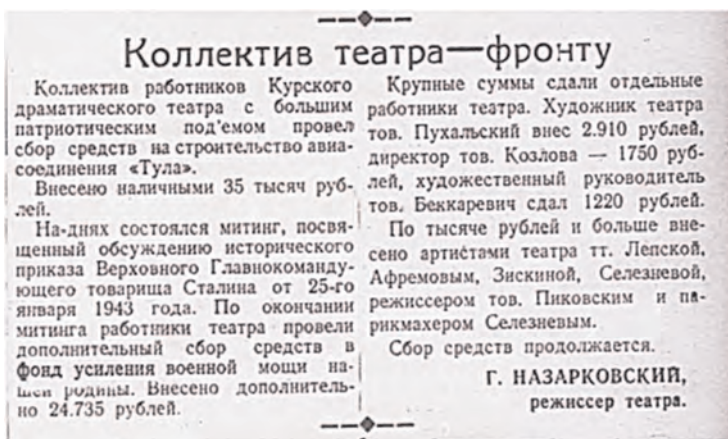 Коллектив театра—фронту
Коллектив работников Курского
драматического театра с большим
патриотическим под'емом провел
сбор средств на строительство авиа-
соединения «Тула».
Внесено наличными 35 тысяч руб-
лей.
На-днях состоялся митинг, посвя-
щенный обсуждению исторического
приказа Верховного Главнокоманду-
ющего товарища Сталина от 25-го
января 1943 года. По окончании
митинга работники театра провели
дополнительный сбор средств в
фонд усиления военной мощи на-
шей родины. Внесено дополнитель-
но 24.735 рублей.
Крупные суммы сдали отдельные
работники театра. Художник театра
тов. Пухальский внес 2.910 рублей,
директор тов. Козлова — 1750 руб-
лей, художественный руководитель
тов. Беккаревич сдал 1220 рублей.
По тысяче рублей и больше вне-
сено артистами театра тт. Лепской,
Афремовым, Зискиной, Селезневой,
режиссером тов. Пиковским и па-
рикмахером Селезневым.
Сбор средств продолжается.
Г. НАЗАРКОВСКИЙ,
режиссер театра.